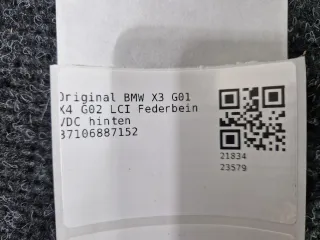 Original BMW X3 G01
X4 G02 LCI Federbein
VDC hinten
37106887152
21834
23579